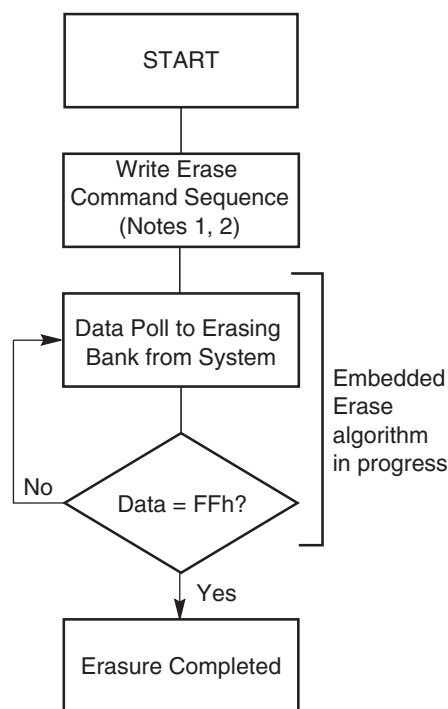 START
Write Erase
Command Sequence
(Notes 1, 2)
Data Poll to Erasing
Bank from System
Embedded
Erase
algorithm
in progress
No
Data = FFh?
Yes
Erasure Completed